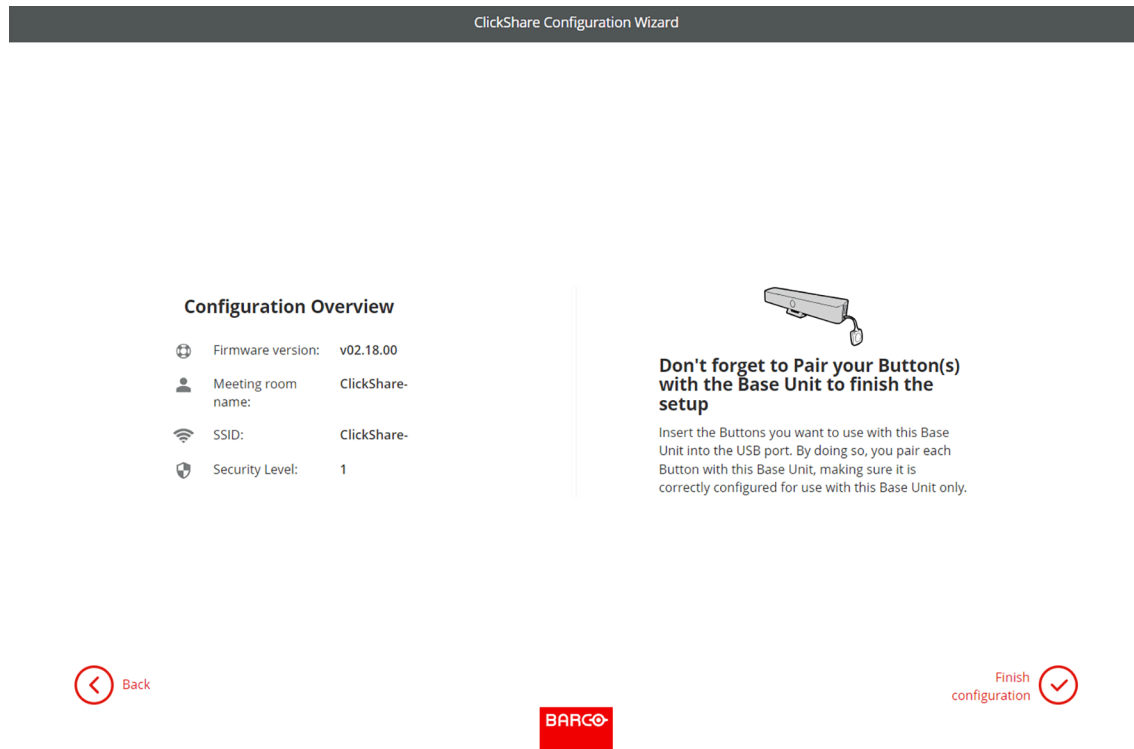 ClickShare Configuration Wizard
Configuration Overview
Firmware version: v02.18.00
Meeting room ClickShare-
name:
SSID: ClickShare-
Security Level: 1
Don't forget to Pair your Button(s)
with the Base Unit to finish the
setup
Insert the Buttons you want to use with this Base
Unit into the USB port. By doing so, you pair each
Button with this Base Unit, making sure it is
correctly configured for use with this Base Unit only.
Back
Finish
configuration
BARCO